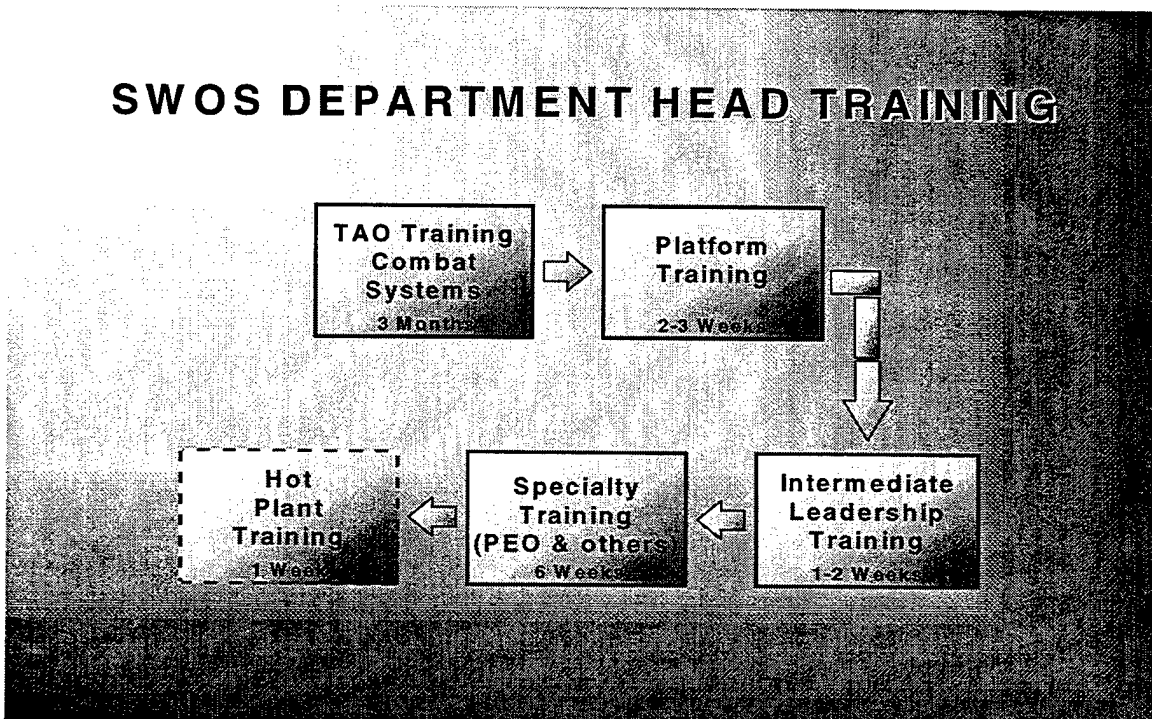 SWOS DEPARTMENT HEAD TRAINING
TAO Training
Combat
Systems
3 Months
Platform
Training
2-3 Weeks
Intermediate
Leadership
Training
1-2 Weeks
Specialty
Training
(PEO & others)
6 Weeks
Hot
Plant
Training
1 Week